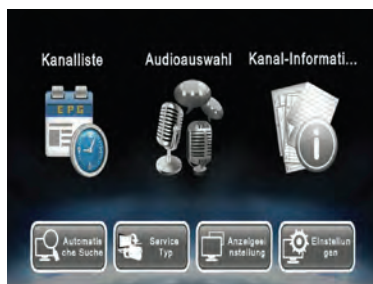 Kanalliste Audioauswahl Kanal-Informati...
EPG
Automatis
che Suche
Service
Typ
Anzeigeei
nstellung
Einstellun
gen